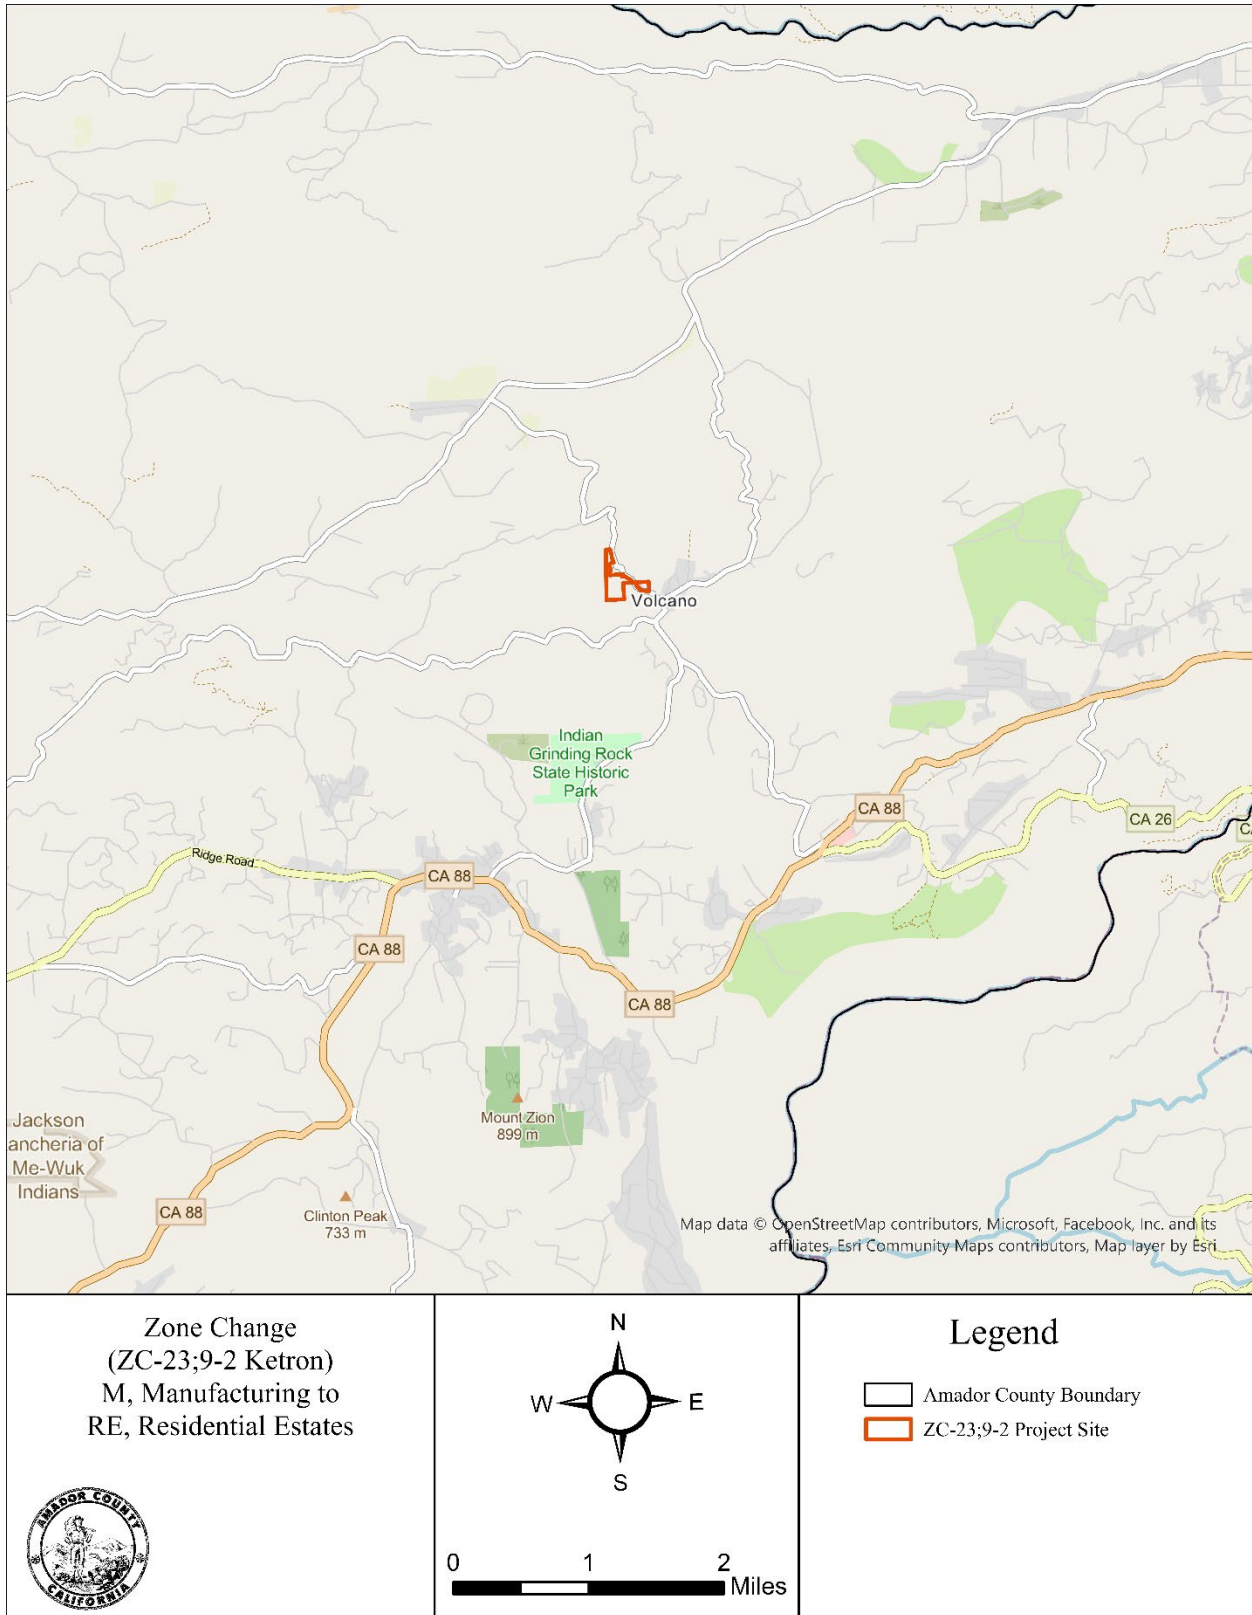 Volcano
Indian
Grinding Rock
State Historic
Park
CA 88
CA 26
Ridge Road
CA 88
CA 88
CA 88
Mount Zion
899 m
Jackson
ancheria of
Me-Wuk
Indians
CA 88
Clinton Peak
733 m
Map data © OpenStreetMap contributors, Microsoft, Facebook, Inc. and its
affiliates, Esri Community Maps contributors, Map layer by Esri
Zone Change
(ZC-23;9-2 Ketron)
M, Manufacturing to
RE, Residential Estates
AMADOR COUNTY
CALIFORNIA
N
W E
S
0 1 2
Miles
Legend
Amador County Boundary
ZC-23;9-2 Project Site